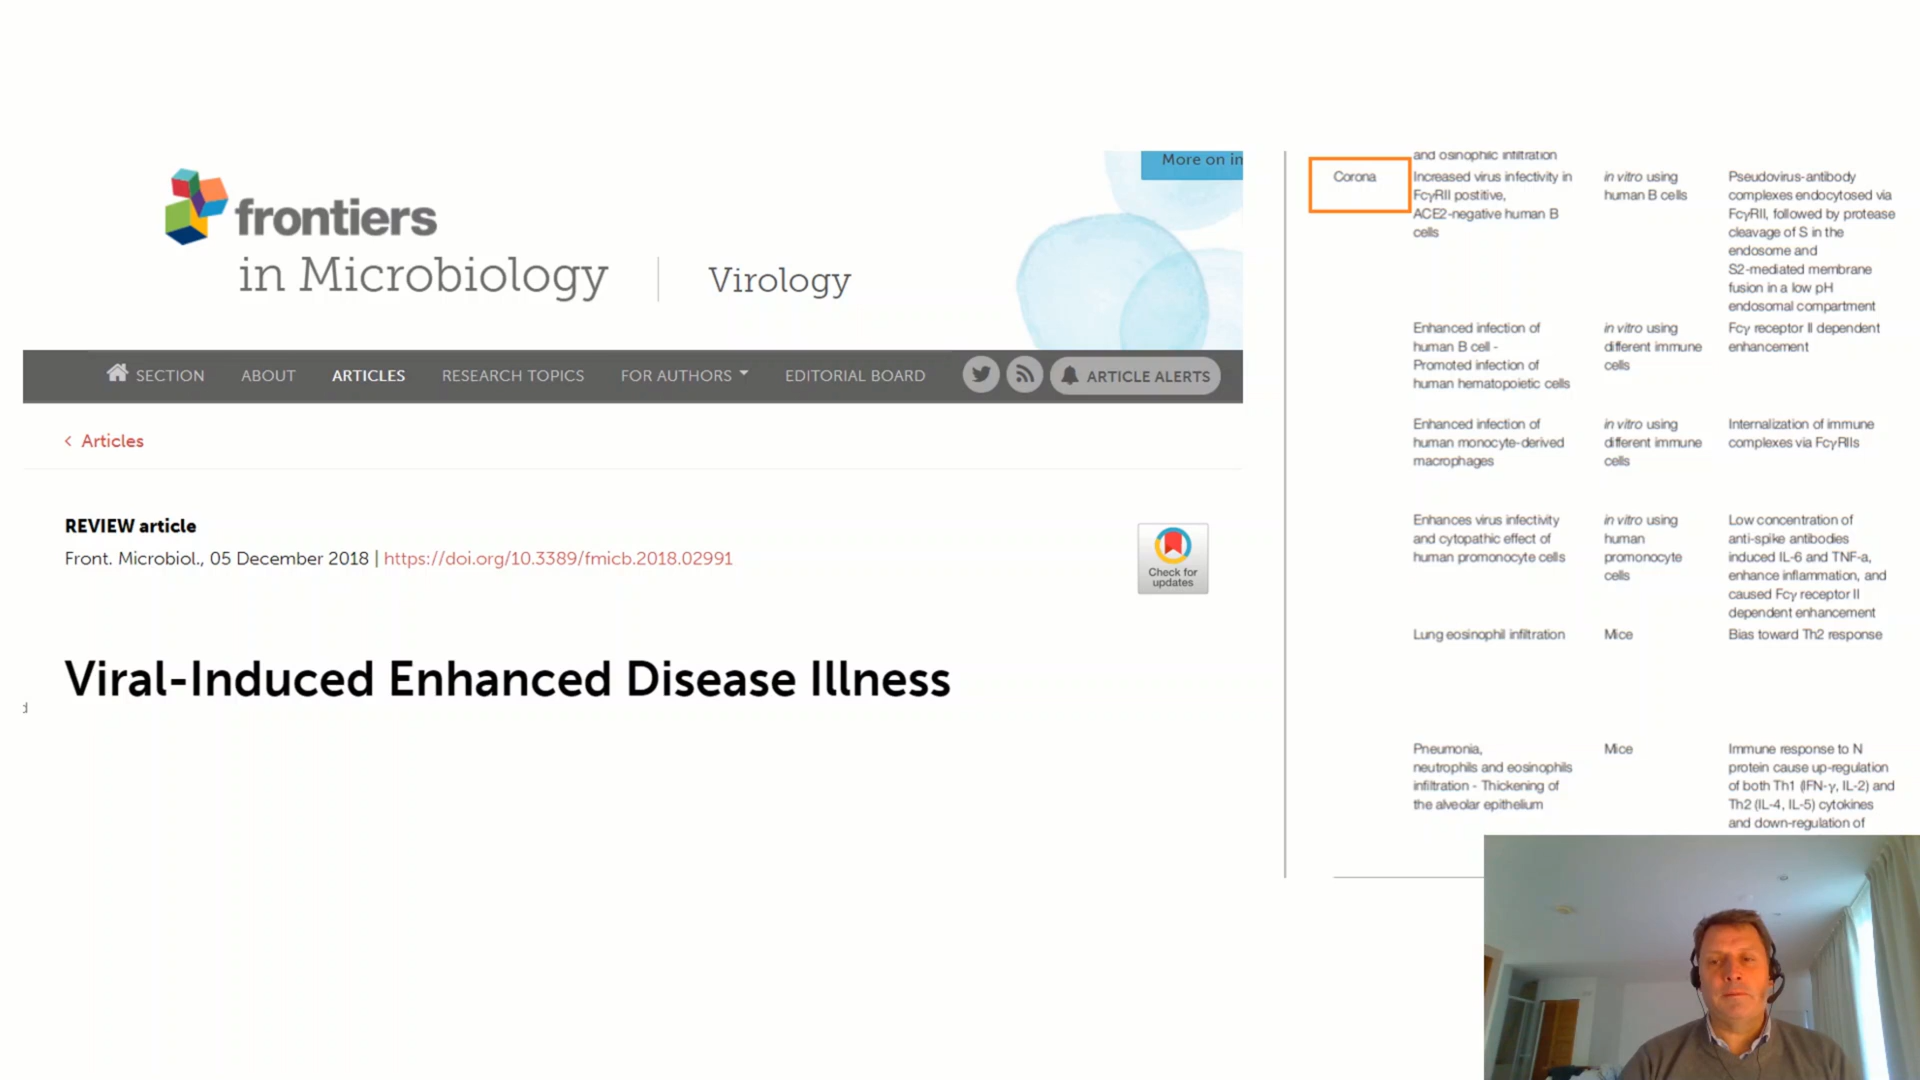 frontiers
in Microbiology
Virology
More on in
SECTION
ABOUT
ARTICLES
RESEARCH TOPICS
FOR AUTHORS
EDITORIAL BOARD
ARTICLE ALERTS
‹ Articles
REVIEW article
Front. Microbiol., 05 December 2018 | https://doi.org/10.3389/fmicb.2018.02991
Check for
updates
Viral-Induced Enhanced Disease Illness
d
and osinophilic infiltration
Corona
Increased virus infectivity in
FcγRII postitive,
ACE2-negative human B
cells
in vitro using
human B cells
Pseudovirus-antibody
complexes endocytosed via
FcγRII, followed by protease
cleavage of S in the
endosome and
S2-mediated membrane
fusion in a low pH
endosomal compartment
Enhanced infection of
human B cell -
Promoted infection of
human hematopoietic cells
in vitro using
different immune
cells
Fcγ receptor II dependent
enhancement
Enhanced infection of
human monocyte-derived
macrophages
in vitro using
different immune
cells
Internalization of immune
complexes via FcγRIIs
Enhances virus infectivity
and cytopathic effect of
human promonocyte cells
in vitro using
human
promonocyte
cells
Low concentration of
anti-spike antibodies
induced IL-6 and TNF-a,
enhance inflammation, and
caused Fcγ receptor II
dependent enhancement
Lung eosinophil infiltration
Mice
Bias toward Th2 response
Pneumonia,
neutrophils and eosinophils
infiltration - Thickening of
the alveolar epithelium
Mice
Immune response to N
protein cause up-regulation
of both Th1 (IFN-γ, IL-2) and
Th2 (IL-4, IL-5) cytokines
and down-regulation of